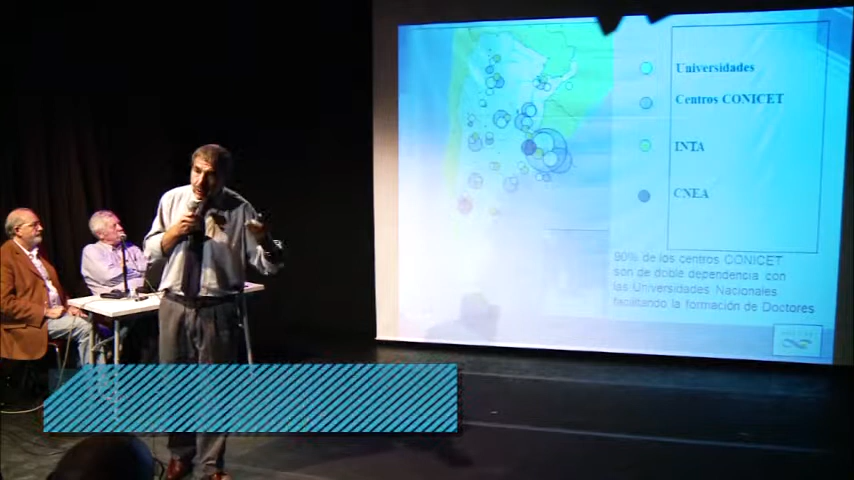 Universidades
Centros CONICET
INTA
CNEA
90% de los centros CONICET
son de doble dependencia con
las Universidades Nacionales
facilitando la formación de Doctores